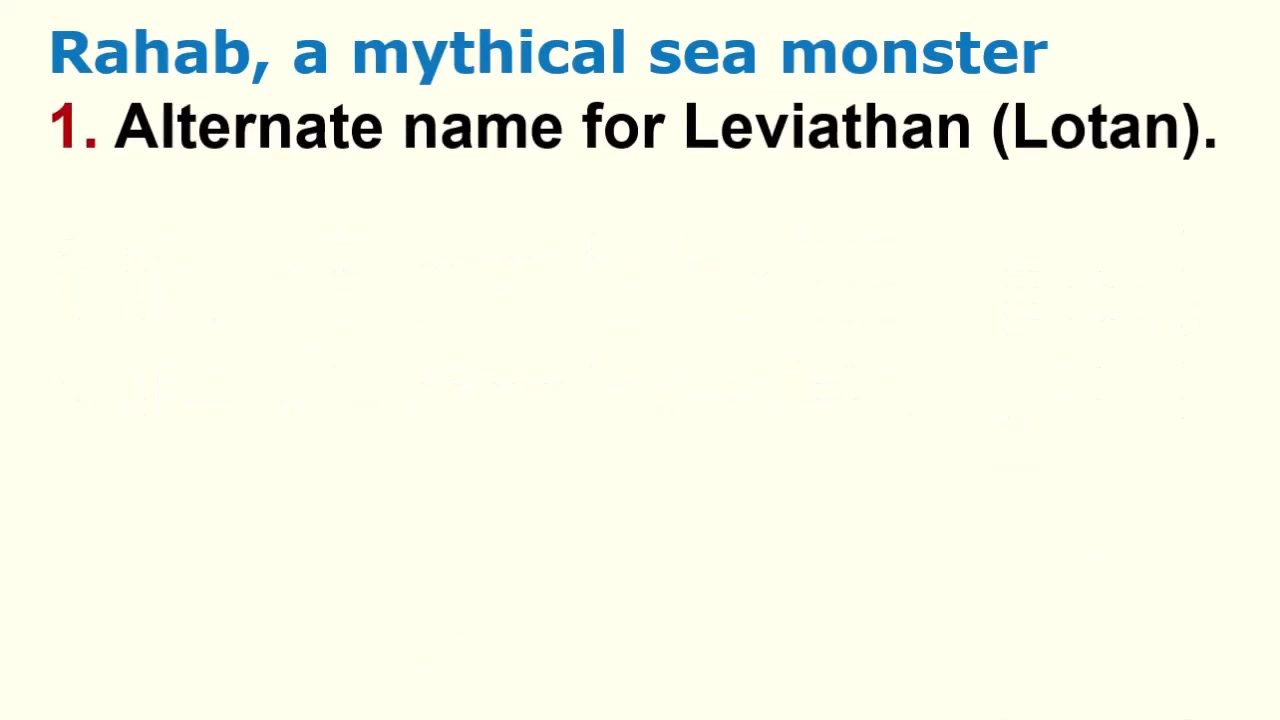 Rahab, a mythical sea monster
1. Alternate name for Leviathan (Lotan).